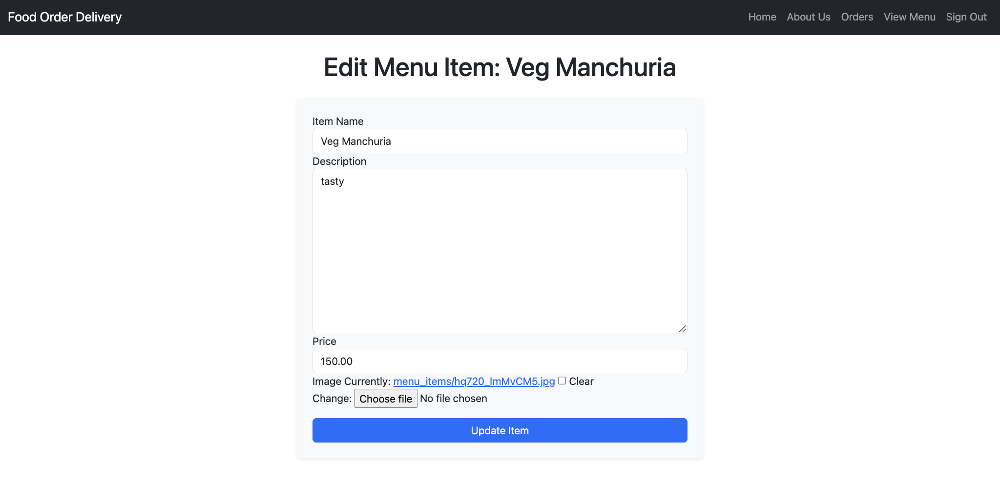 Food Order Delivery
Home About Us Orders View Menu Sign Out
Edit Menu Item: Veg Manchuria
Item Name
Veg Manchuria
Description
tasty
Price
150.00
Image Currently: menu_items/hq720_ImMvCM5.jpg Clear
Change: Choose file No file chosen
Update Item